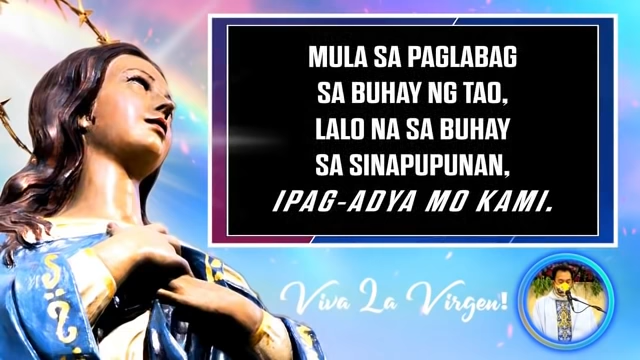 MULA SA PAGLABAG
SA BUHAY NG TAO,
LALO NA SA BUHAY
SA SINAPUPUNAN,
IPAG-ADYA MO KAMI.
Viva La Virgen!